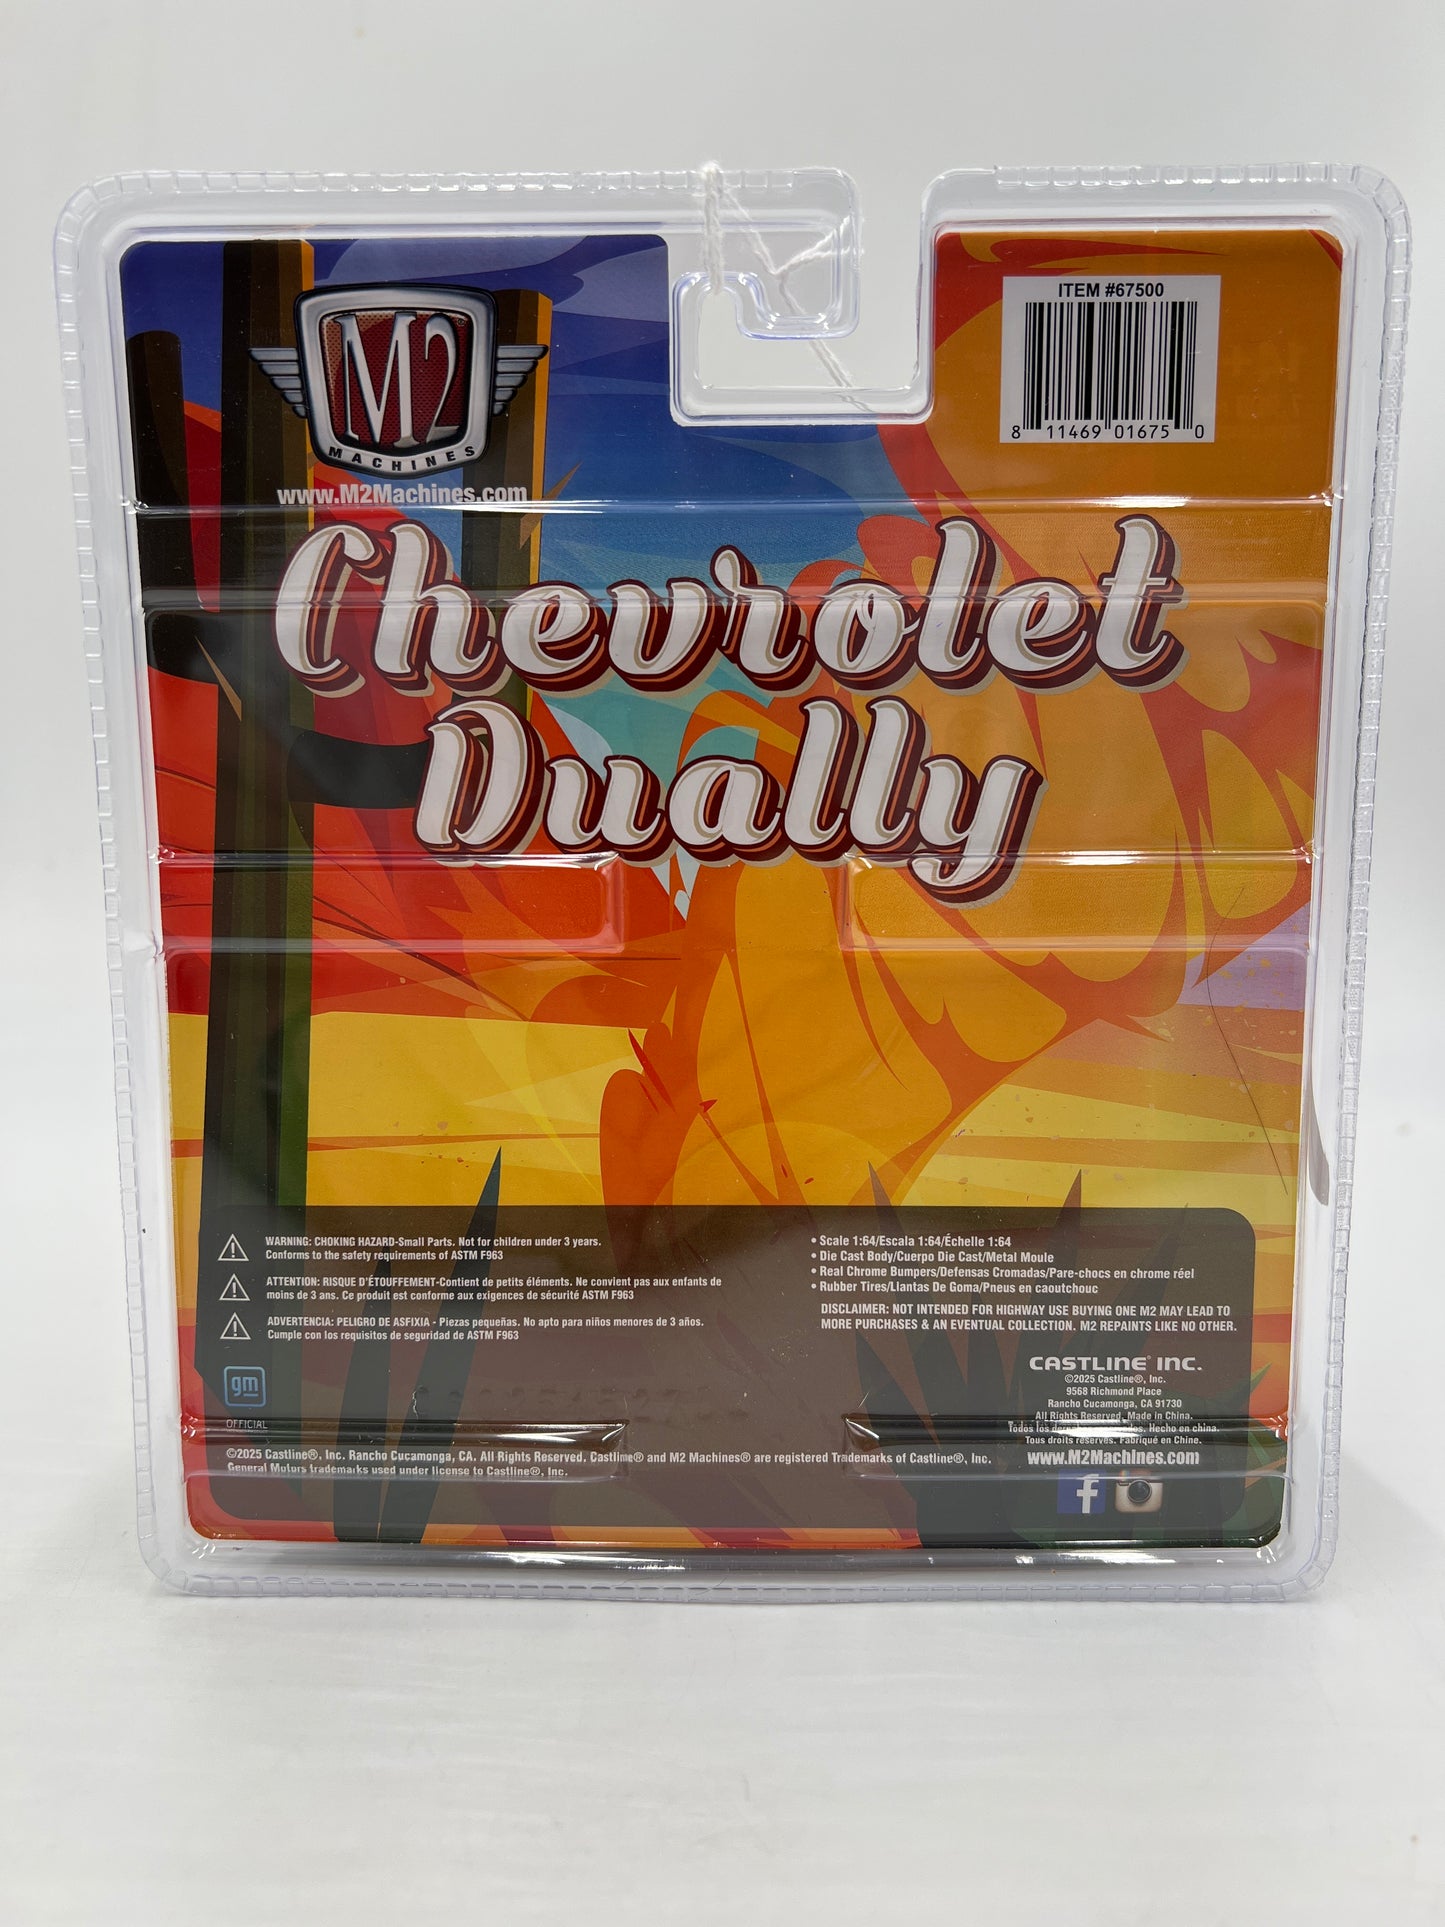 M2
MACHINES
www.M2Machines.com
ITEM #67500
8 11469 01675 0
Chevrolet
Dually
WARNING: CHOKING HAZARD-Small Parts. Not for children under 3 years.
Conforms to the safety requirements of ASTM F963
ATTENTION: RISQUE D'ÉTOUFFEMENT-Contient de petits éléments. Ne convient pas aux enfants de
moins de 3 ans. Ce produit est conforme aux exigences de sécurité ASTM F963
ADVERTENCIA: PELIGRO DE ASFIXIA - Piezas pequeñas. No apto para niños menores de 3 años.
Cumple con los requisitos de seguridad de ASTM F963
gm
OFFICIAL
• Scale 1:64/Escala 1:64/Échelle 1:64
• Die Cast Body/Cuerpo Die Cast/Metal Moule
• Real Chrome Bumpers/Defensas Cromadas/Pare-chocs en chrome réel
• Rubber Tires/Llantas De Goma/Pneus en caoutchouc
DISCLAIMER: NOT INTENDED FOR HIGHWAY USE BUYING ONE M2 MAY LEAD TO
MORE PURCHASES & AN EVENTUAL COLLECTION. M2 REPAINTS LIKE NO OTHER.
CASTLINE® INC.
©2025 Castline®, Inc.
9568 Richmond Place
Rancho Cucamonga, CA 91730
All Rights Reserved. Made in China.
Todos los derechos reservados. Hecho en china.
Tous droits réservés. Fabriqué en Chine.
www.M2Machines.com
f
©2025 Castline®, Inc. Rancho Cucamonga, CA. All Rights Reserved. Castline® and M2 Machines® are registered Trademarks of Castline®, Inc.
General Motors trademarks used under license to Castline®, Inc.